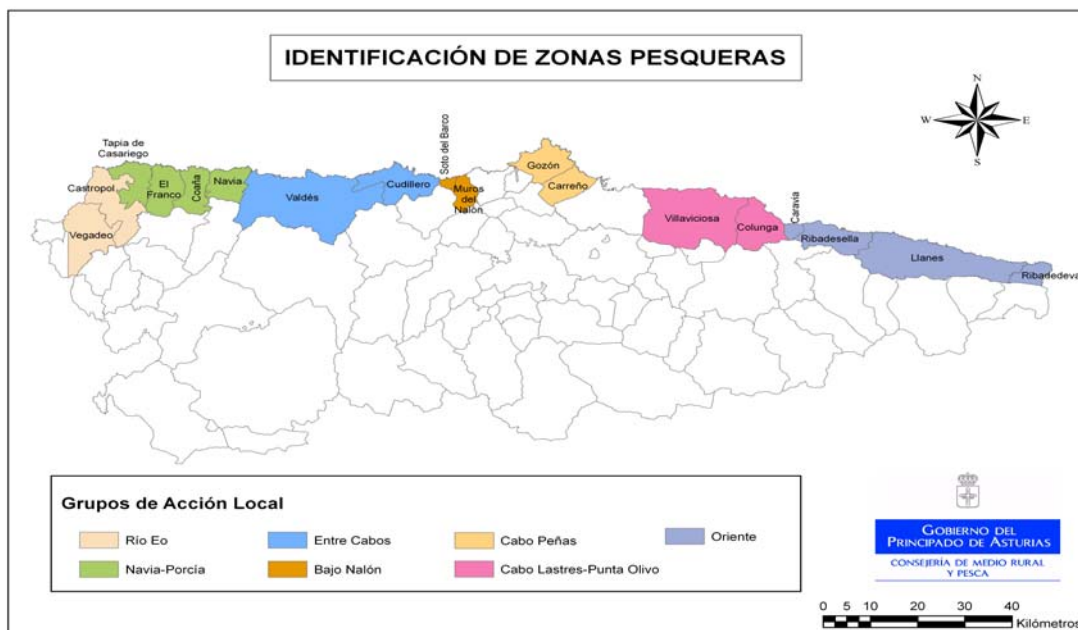 IDENTIFICACIÓN DE ZONAS PESQUERAS
N
W
E
S
Tapia de
Casariego
Castropol
Vegadeo
El
Franco
Coaña
Navia
Valdés
Cudillero
Soto del Barco
Muros
del
Nalón
Gozón
Carreño
Villaviciosa
Colunga
Caravia
Ribadesella
Llanes
Ribadedeva
Grupos de Acción Local
Río Eo
Entre Cabos
Cabo Peñas
Oriente
Navia-Porcía
Bajo Nalón
Cabo Lastres-Punta Olivo
GOBIERNO DEL
PRINCIPADO DE ASTURIAS
CONSEJERÍA DE MEDIO RURAL
Y PESCA
0 5 10 20 30 40
Kilómetros